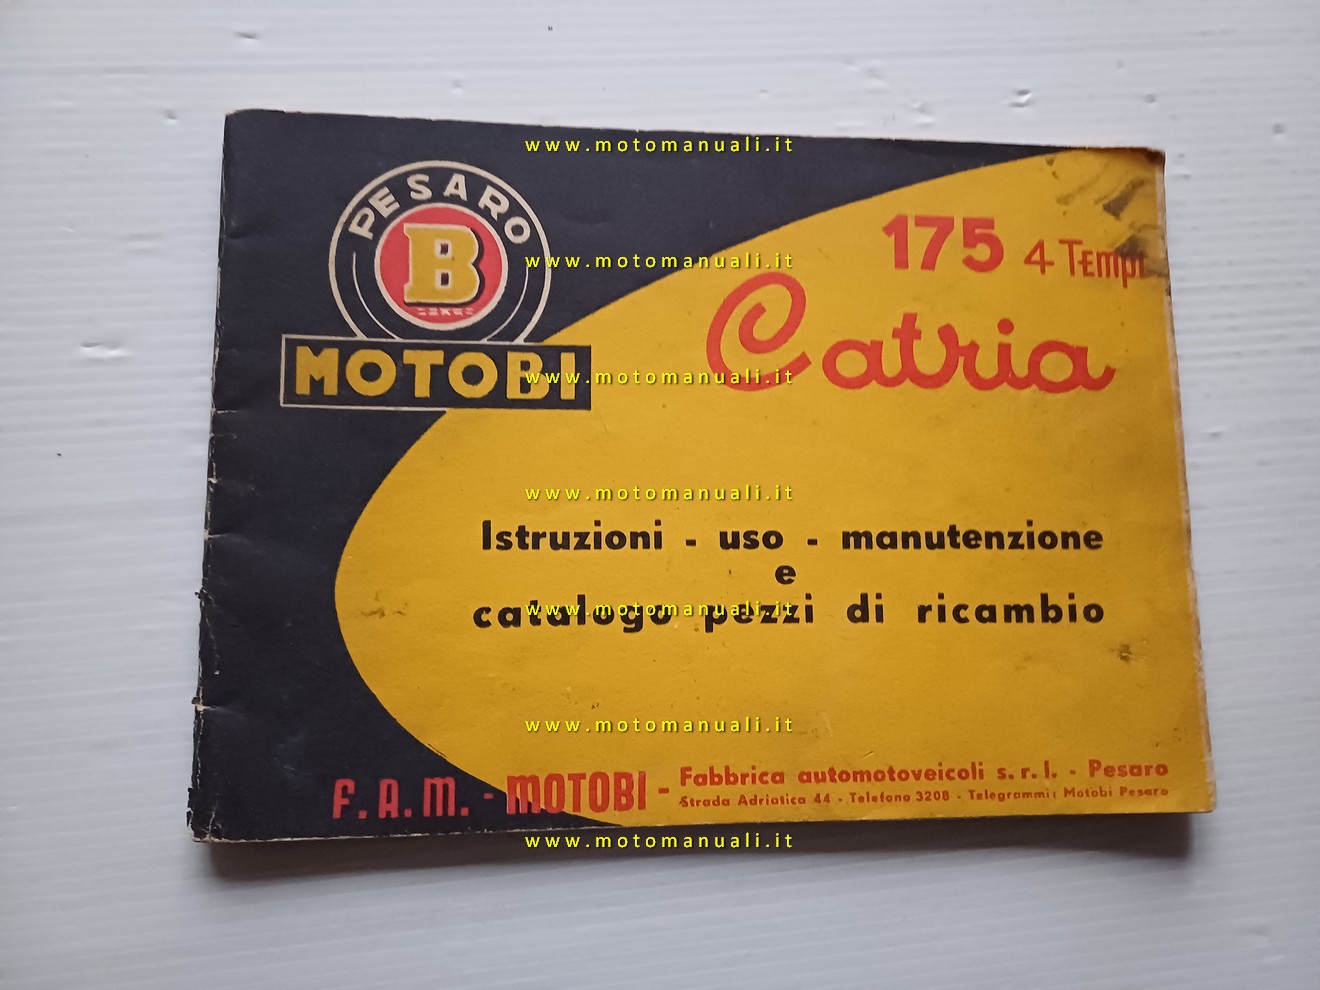 www.motomanuali.it
PESARO
B
MOTOBI
www.motomanuali.it
175 4 Tempi
Catria
www.motomanuali.it
www.motomanuali.it
Istruzioni - uso - manutenzione
e
catalogo pezzi di ricambio
www.motomanuali.it
www.motomanuali.it
F.A.M. - MOTOBI - Fabbrica automotoveicoli s.r.l. - Pesaro
Strada Adriatica 44 - Telefono 3208 - Telegrammi: Motobi Pesaro
www.motomanuali.it